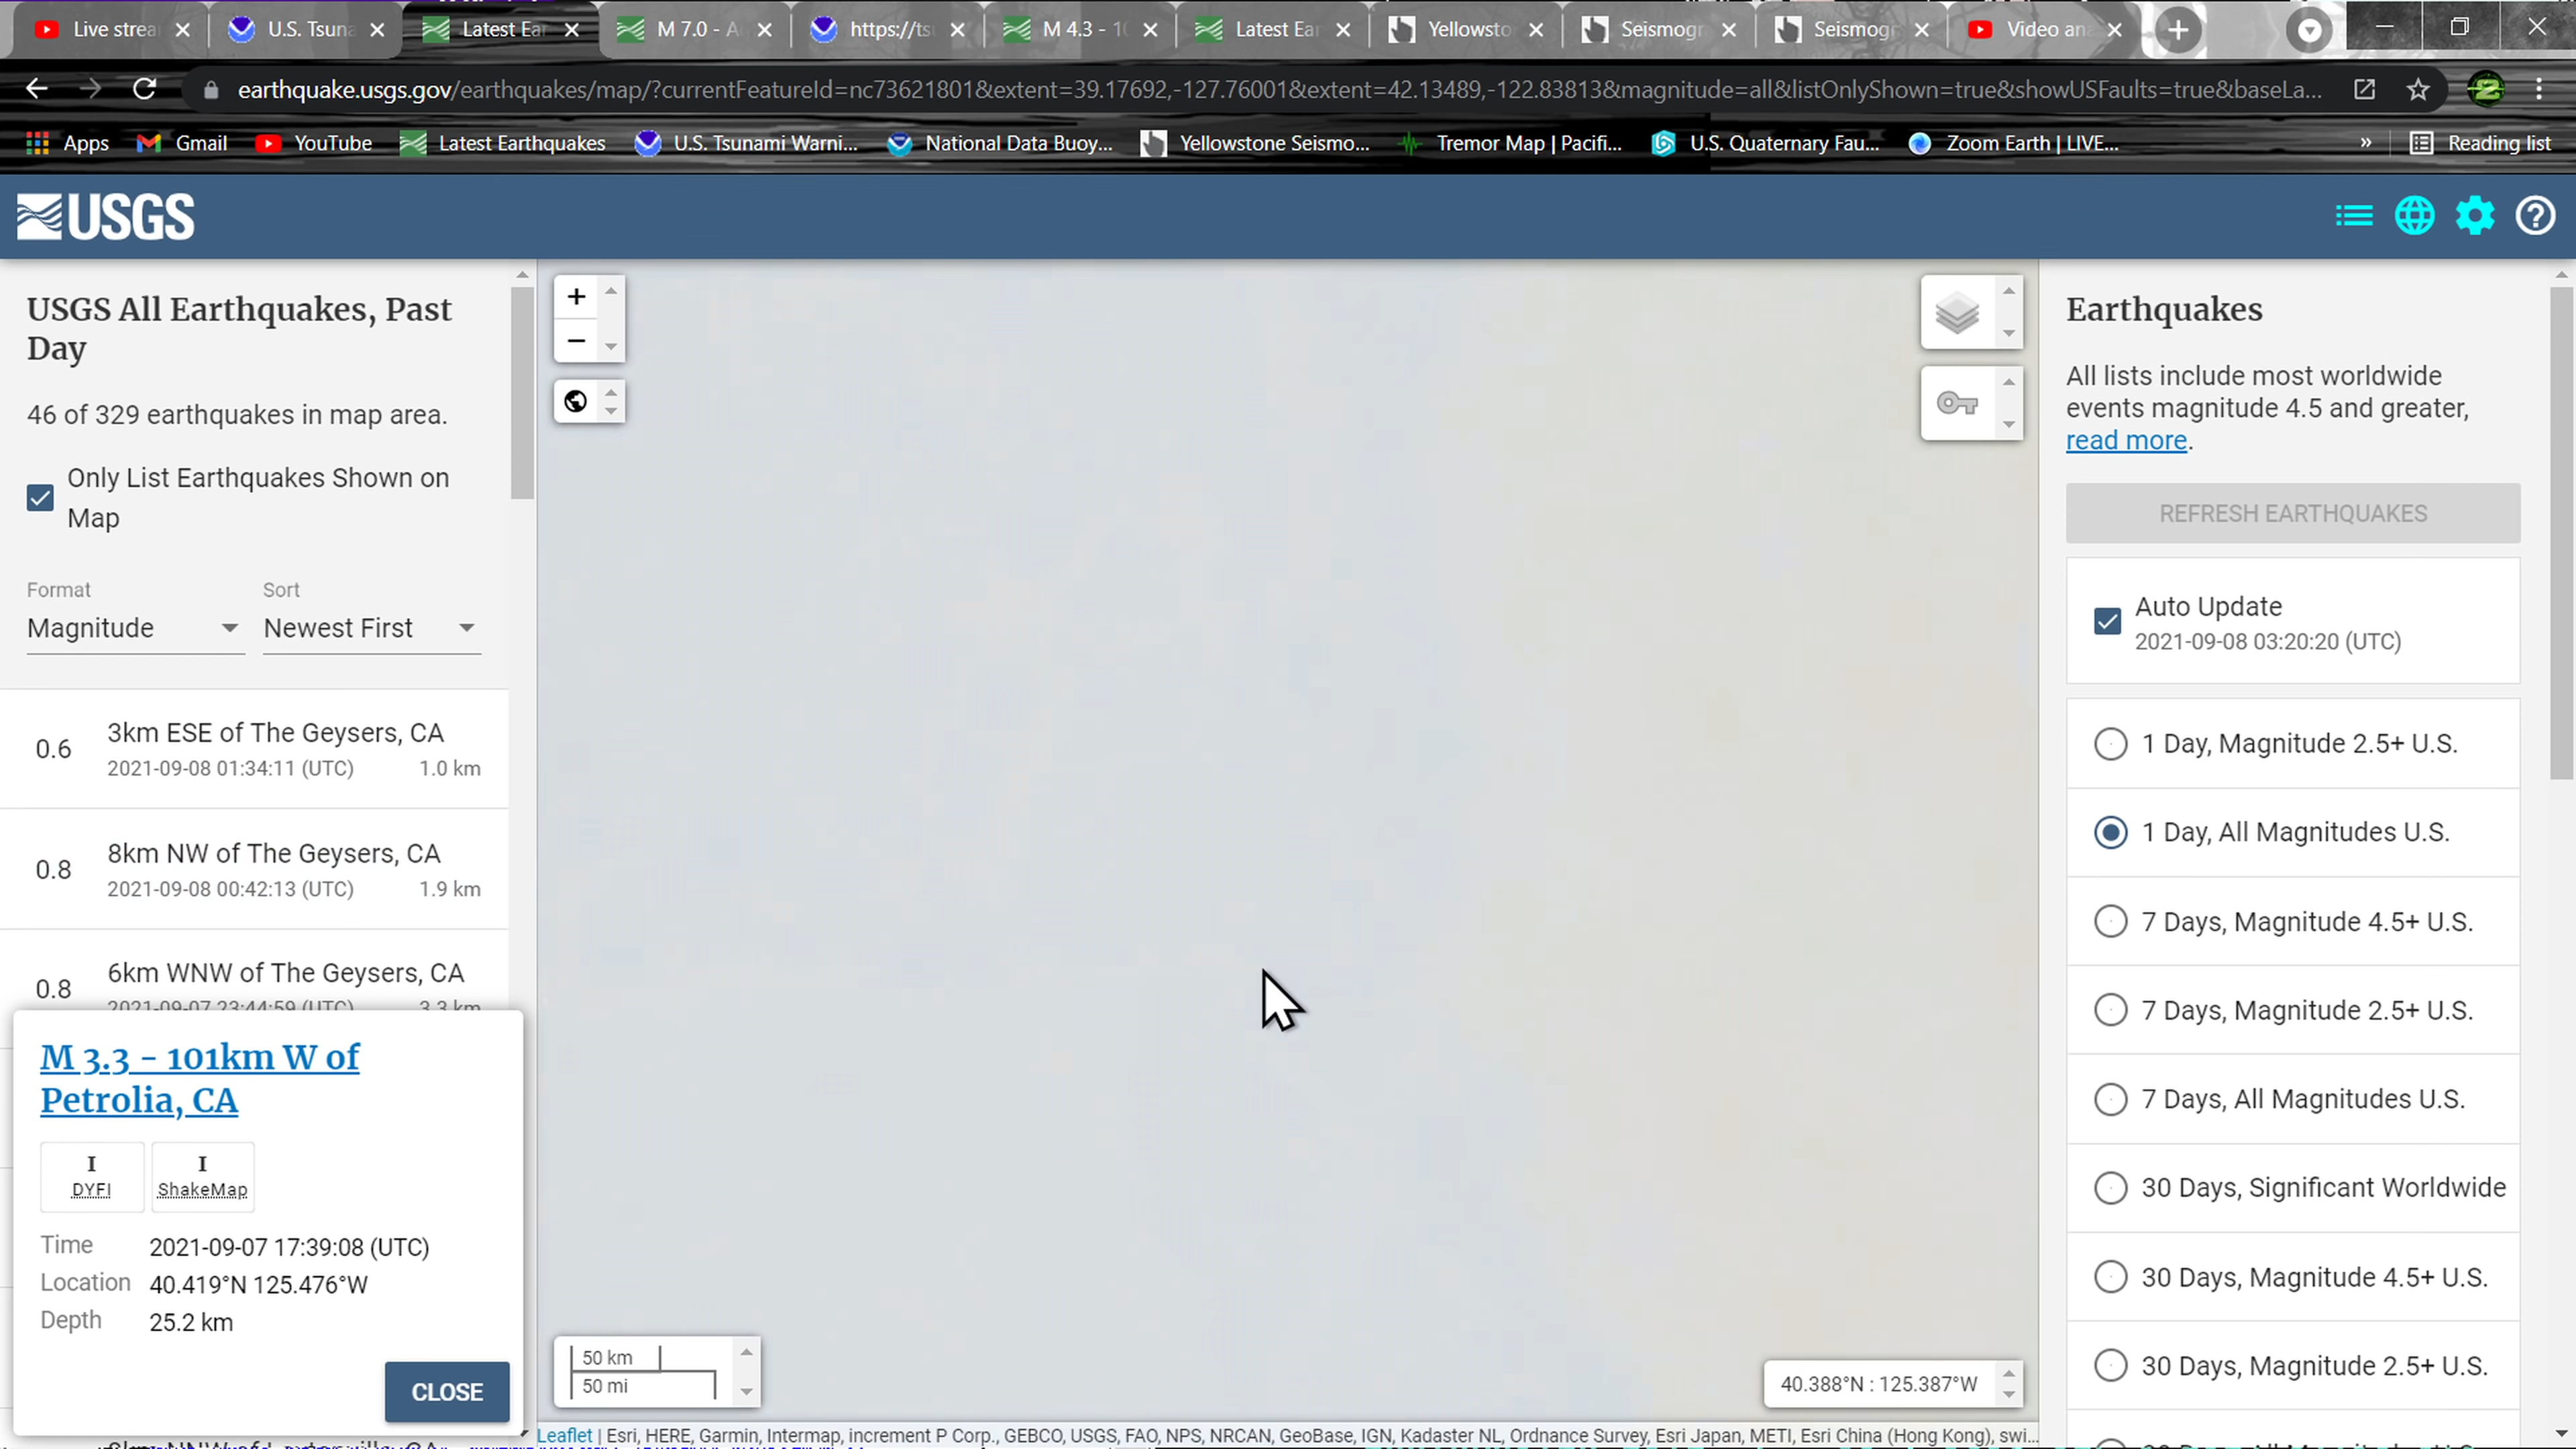 Live strea
U.S. Tsuna
Latest Ear
M 7.0 - A
https://ts
M 4.3 - 10
Latest Ear
Yellowsto
Seismogr
Seismogr
Video ana
earthquake.usgs.gov/earthquakes/map/?currentFeatureId=nc73621801&extent=39.17692,-127.76001&extent=42.13489,-122.83813&magnitude=all&listOnlyShown=true&showUSFaults=true&baseLa...
Apps
Gmail
YouTube
Latest Earthquakes
U.S. Tsunami Warni...
National Data Buoy...
Yellowstone Seismo...
Tremor Map | Pacifi...
U.S. Quaternary Fau...
Zoom Earth | LIVE...
»
Reading list
USGS
USGS All Earthquakes, Past
Day
46 of 329 earthquakes in map area.
Only List Earthquakes Shown on
Map
Format
Sort
Magnitude
Newest First
0.6
3km ESE of The Geysers, CA
2021-09-08 01:34:11 (UTC) 1.0 km
0.8
8km NW of The Geysers, CA
2021-09-08 00:42:13 (UTC) 1.9 km
0.8
6km WNW of The Geysers, CA
2021-09-07 23:44:59 (UTC) 3.3 km
M 3.3 - 101km W of
Petrolia, CA
I
DYFI
I
ShakeMap
Time 2021-09-07 17:39:08 (UTC)
Location 40.419°N 125.476°W
Depth 25.2 km
CLOSE
+
−
50 km
50 mi
40.388°N : 125.387°W
Leaflet | Esri, HERE, Garmin, Intermap, increment P Corp., GEBCO, USGS, FAO, NPS, NRCAN, GeoBase, IGN, Kadaster NL, Ordnance Survey, Esri Japan, METI, Esri China (Hong Kong), swi...
Earthquakes
All lists include most worldwide
events magnitude 4.5 and greater,
read more.
REFRESH EARTHQUAKES
Auto Update
2021-09-08 03:20:20 (UTC)
1 Day, Magnitude 2.5+ U.S.
1 Day, All Magnitudes U.S.
7 Days, Magnitude 4.5+ U.S.
7 Days, Magnitude 2.5+ U.S.
7 Days, All Magnitudes U.S.
30 Days, Significant Worldwide
30 Days, Magnitude 4.5+ U.S.
30 Days, Magnitude 2.5+ U.S.